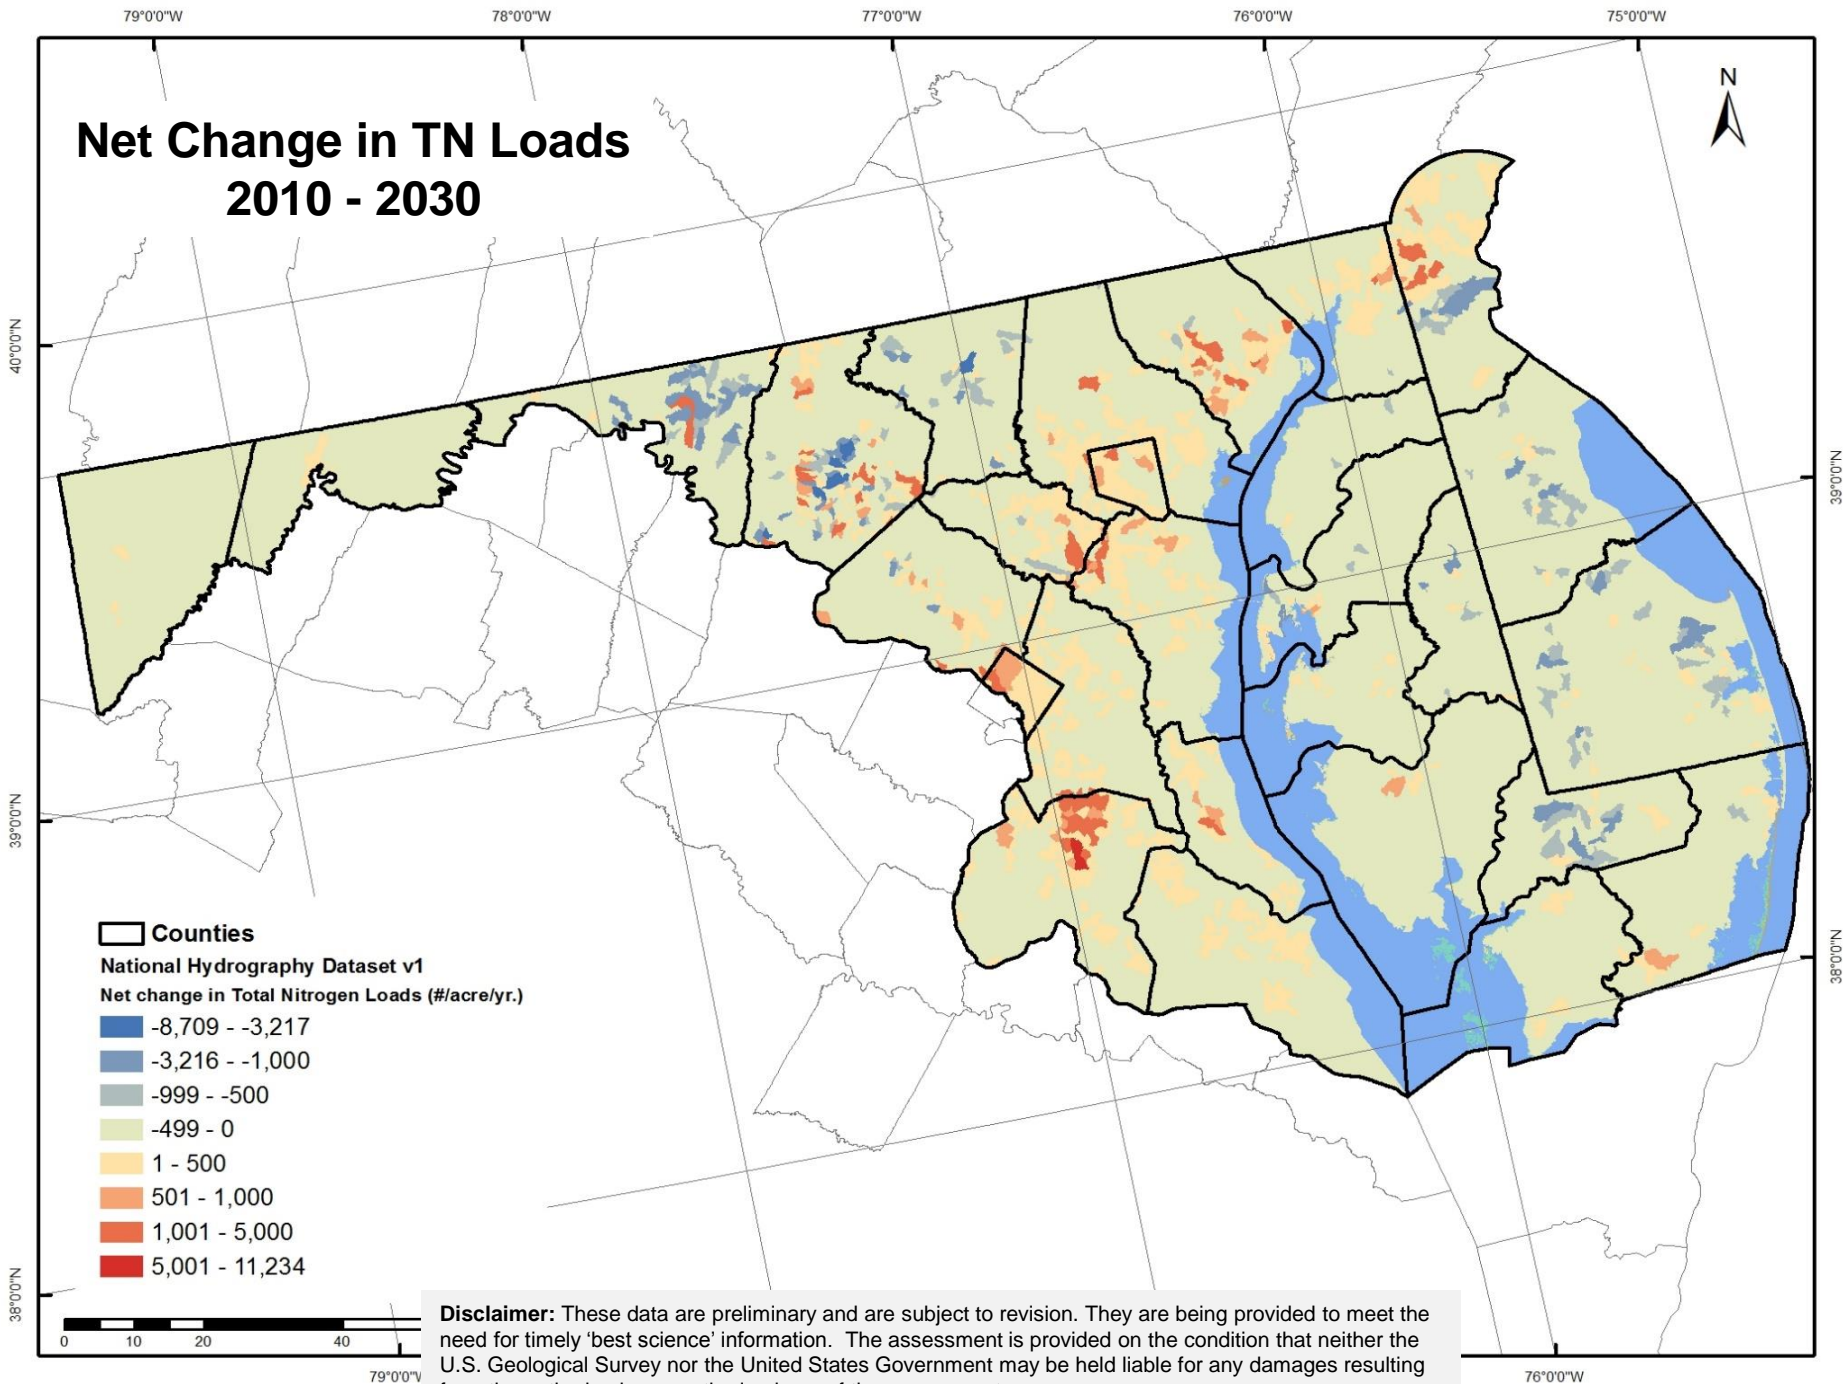 79°0'0"W
78°0'0"W
77°0'0"W
76°0'0"W
75°0'0"W
N
Net Change in TN Loads
2010 - 2030
40°0'0"N
39°0'0"N
38°0'0"N
39°0'0"N
38°0'0"N
Counties
National Hydrography Dataset v1
Net change in Total Nitrogen Loads (#/acre/yr.)
-8,709 - -3,217
-3,216 - -1,000
-999 - -500
-499 - 0
1 - 500
501 - 1,000
1,001 - 5,000
5,001 - 11,234
0 10 20 40
79°0'0"W
76°0'0"W
Disclaimer: These data are preliminary and are subject to revision. They are being provided to meet the
need for timely ‘best science’ information. The assessment is provided on the condition that neither the
U.S. Geological Survey nor the United States Government may be held liable for any damages resulting